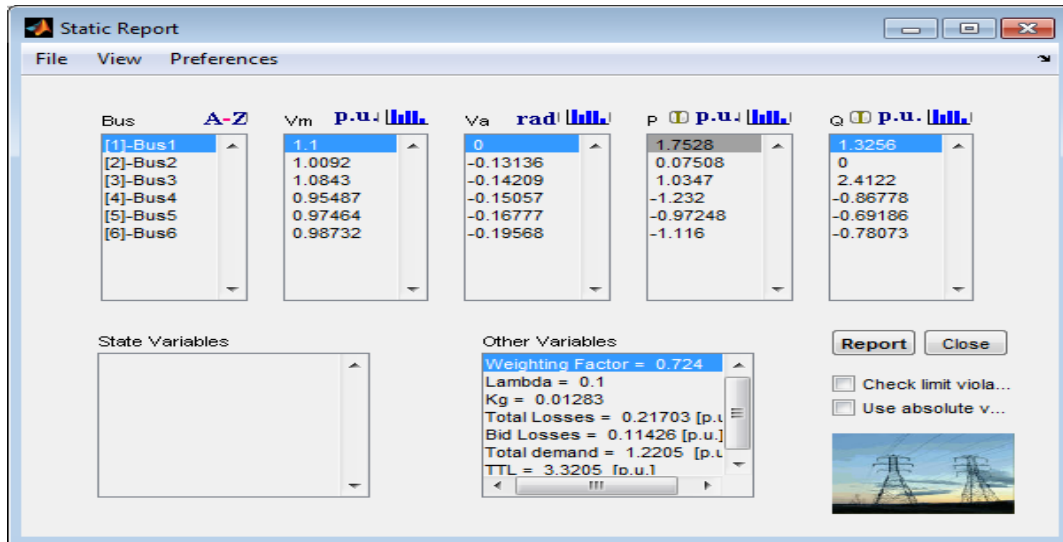 Static Report
File View Preferences
Bus A-Z Vm p.u. Va rad P p.u. Q p.u.
[1]-Bus1 1.1 0 1.7528 1.3256
[2]-Bus2 1.0092 -0.13136 0.07508 0
[3]-Bus3 1.0843 -0.14209 1.0347 2.4122
[4]-Bus4 0.95487 -0.15057 -1.232 -0.86778
[5]-Bus5 0.97464 -0.16777 -0.97248 -0.69186
[6]-Bus6 0.98732 -0.19568 -1.116 -0.78073
State Variables Other Variables
Report Close
Weighting Factor = 0.724
Lambda = 0.1
Kg = 0.01283
Total Losses = 0.21703 [p.u
Bid Losses = 0.11426 [p.u.]
Total demand = 1.2205 [p.u
TTL = 3.3205 [p.u.]
Check limit viola...
Use absolute v...